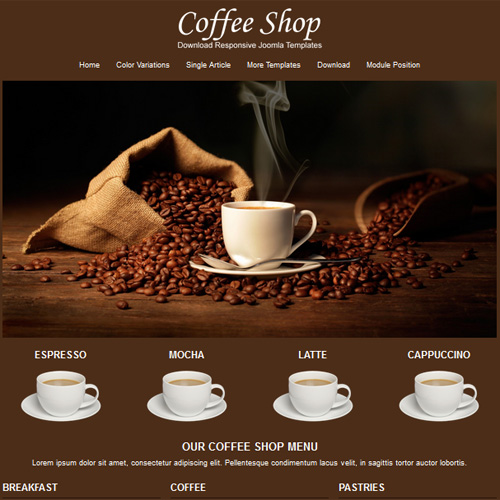 Coffee Shop
Download Responsive Joomla Templates
Home Color Variations Single Article More Templates Download Module Position
ESPRESSO MOCHA LATTE CAPPUCCINO
OUR COFFEE SHOP MENU
Lorem ipsum dolor sit amet, consectetur adipiscing elit. Pellentesque condimentum lacus velit, in sagittis tortor auctor lobortis.
BREAKFAST COFFEE PASTRIES